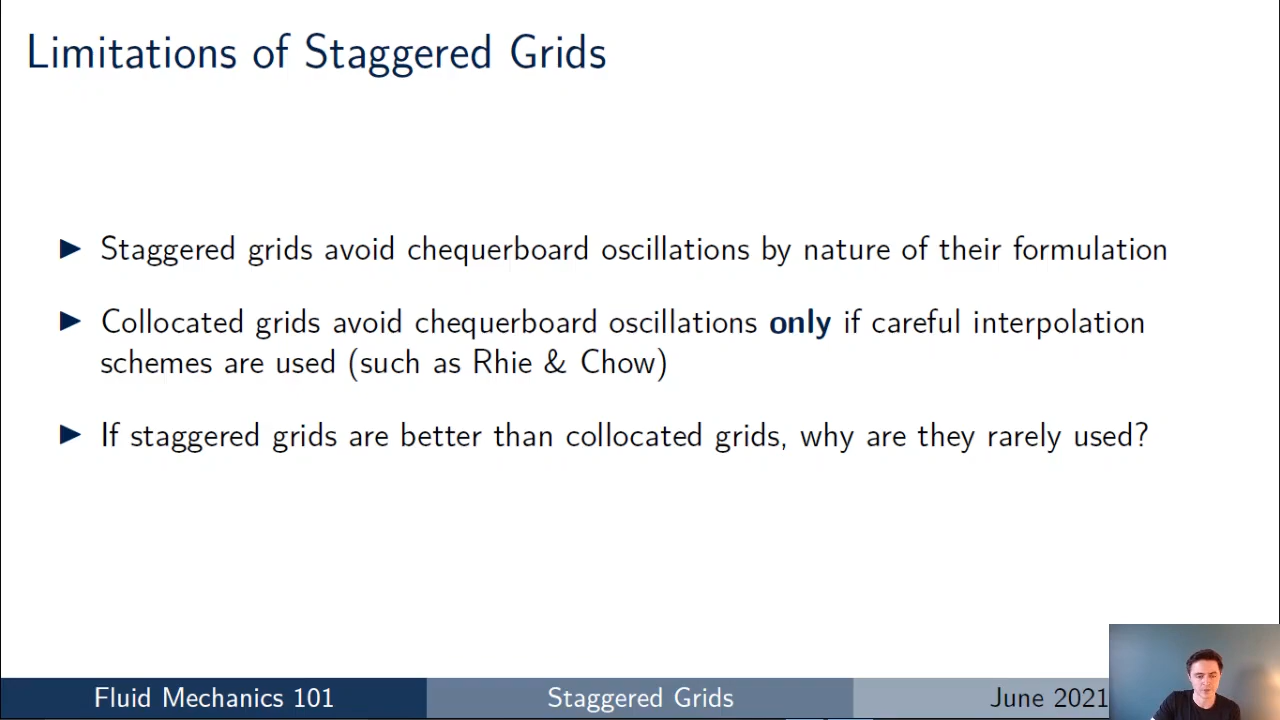 Limitations of Staggered Grids
▶ Staggered grids avoid chequerboard oscillations by nature of their formulation
▶ Collocated grids avoid chequerboard oscillations only if careful interpolation
schemes are used (such as Rhie & Chow)
▶ If staggered grids are better than collocated grids, why are they rarely used?
Fluid Mechanics 101
Staggered Grids
June 2021